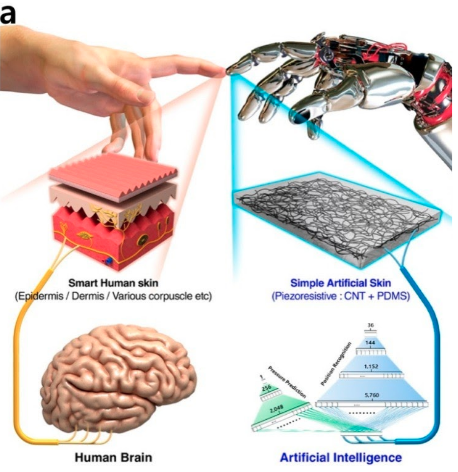 a
Smart Human skin
(Epidermis / Dermis / Various corpuscle etc)
Simple Artificial Skin
(Piezoresistive : CNT + PDMS)
36
144
Position Recognition
1,152
Pressure Prediction
256
5,760
2,048
Human Brain
Artificial Intelligence